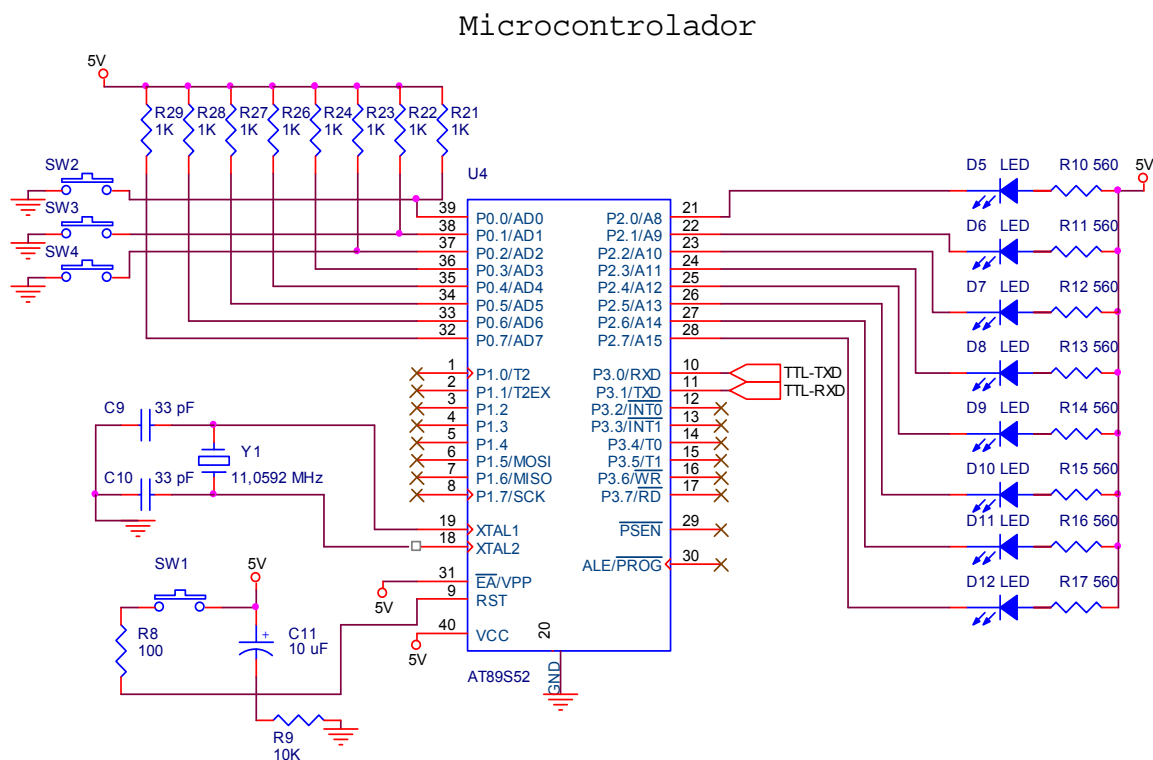 Microcontrolador
5V
R29 1K
R28 1K
R27 1K
R26 1K
R24 1K
R23 1K
R22 1K
R21 1K
SW2
SW3
SW4
U4
39 P0.0/AD0
38 P0.1/AD1
37 P0.2/AD2
36 P0.3/AD3
35 P0.4/AD4
34 P0.5/AD5
33 P0.6/AD6
32 P0.7/AD7
1 P1.0/T2
2 P1.1/T2EX
3 P1.2
4 P1.3
5 P1.4
6 P1.5/MOSI
7 P1.6/MISO
8 P1.7/SCK
19 XTAL1
18 XTAL2
31 EA/VPP
9 RST
40 VCC
P2.0/A8 21
P2.1/A9 22
P2.2/A10 23
P2.3/A11 24
P2.4/A12 25
P2.5/A13 26
P2.6/A14 27
P2.7/A15 28
P3.0/RXD 10 TTL-TXD
P3.1/TXD 11 TTL-RXD
P3.2/INT0 12
P3.3/INT1 13
P3.4/T0 14
P3.5/T1 15
P3.6/WR 16
P3.7/RD 17
PSEN 29
ALE/PROG 30
20
GND
AT89S52
D5 LED R10 560
5V
D6 LED R11 560
D7 LED R12 560
D8 LED R13 560
D9 LED R14 560
D10 LED R15 560
D11 LED R16 560
D12 LED R17 560
C9 33 pF
Y1
C10 33 pF
11,0592 MHz
SW1
5V
5V
5V
R8
100
C11
10 uF
R9
10K